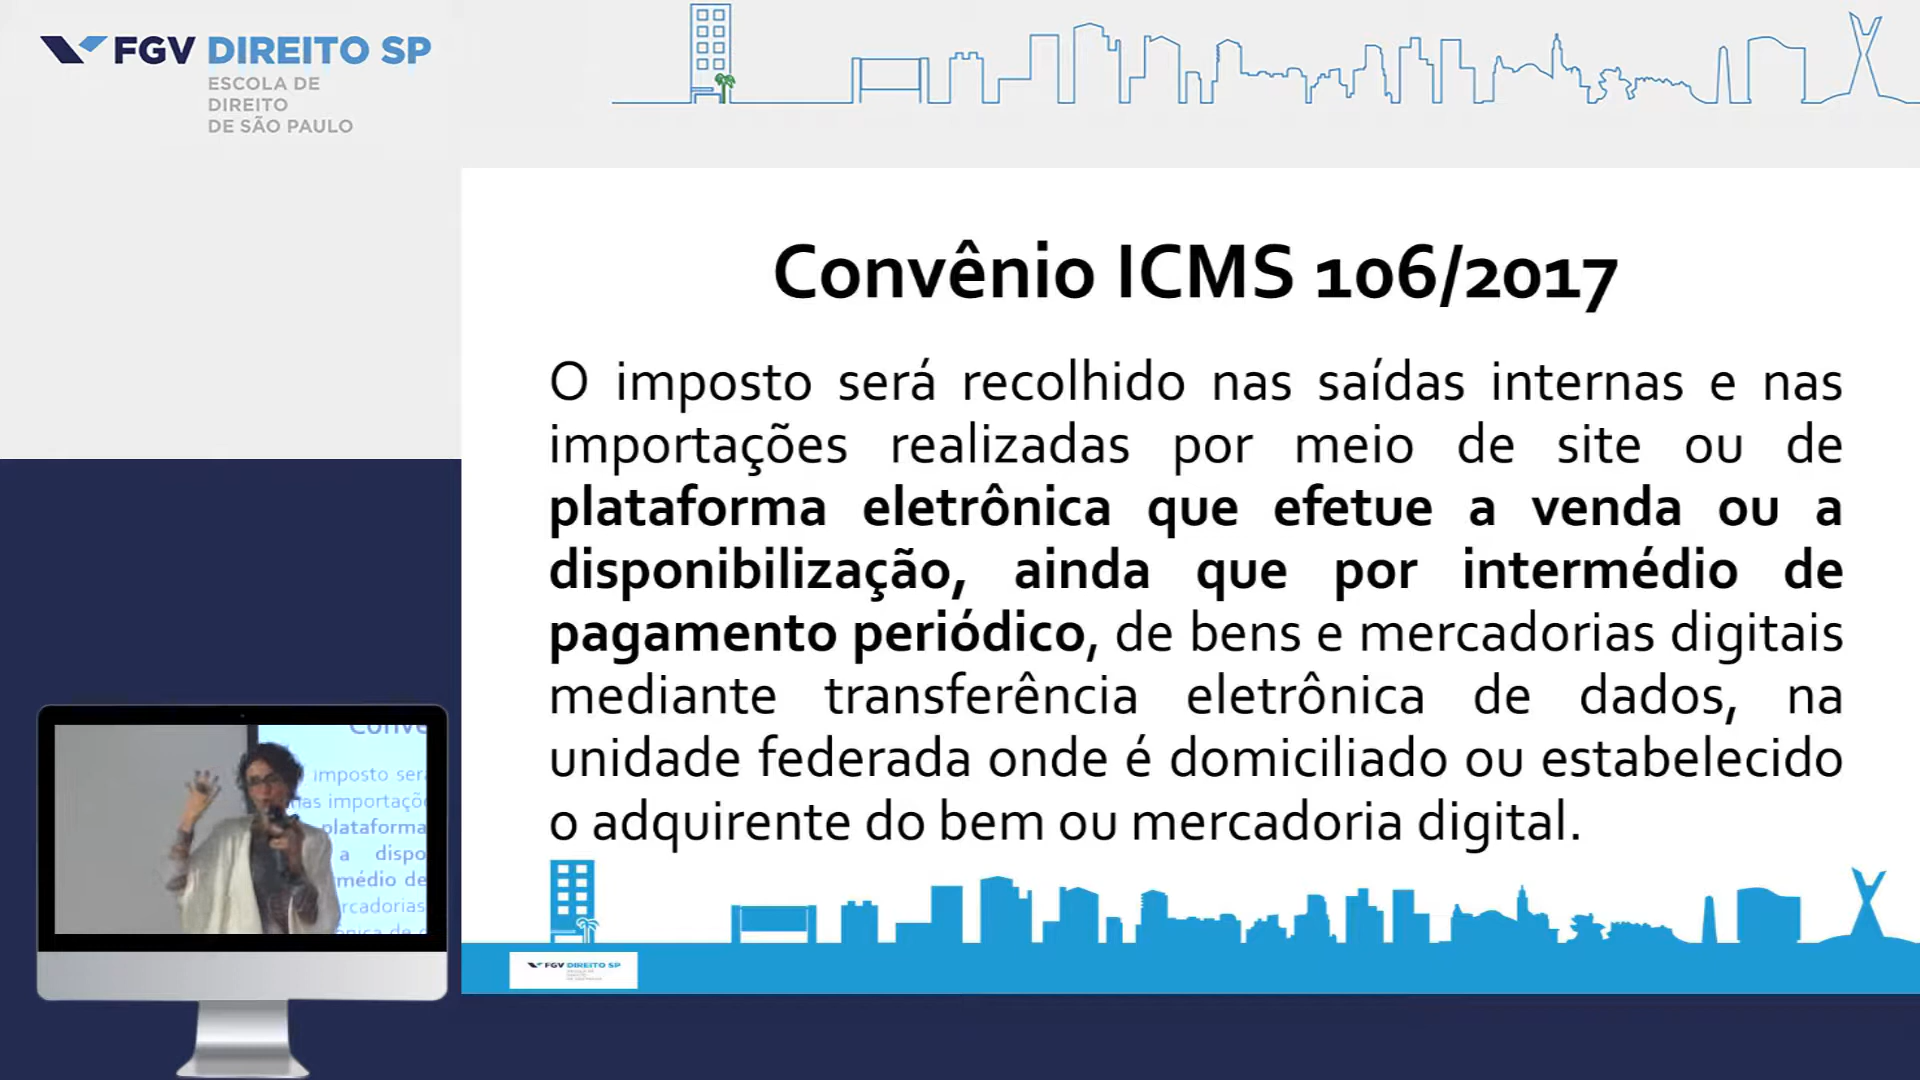 FGV DIREITO SP
ESCOLA DE
DIREITO
DE SÃO PAULO
Convênio ICMS 106/2017
O imposto será recolhido nas saídas internas e nas
importações realizadas por meio de site ou de
plataforma eletrônica que efetue a venda ou a
disponibilização, ainda que por intermédio de
pagamento periódico, de bens e mercadorias digitais
mediante transferência eletrônica de dados, na
unidade federada onde é domiciliado ou estabelecido
o adquirente do bem ou mercadoria digital.
imposto
plataforma
a
de
FGV DIREITO SP